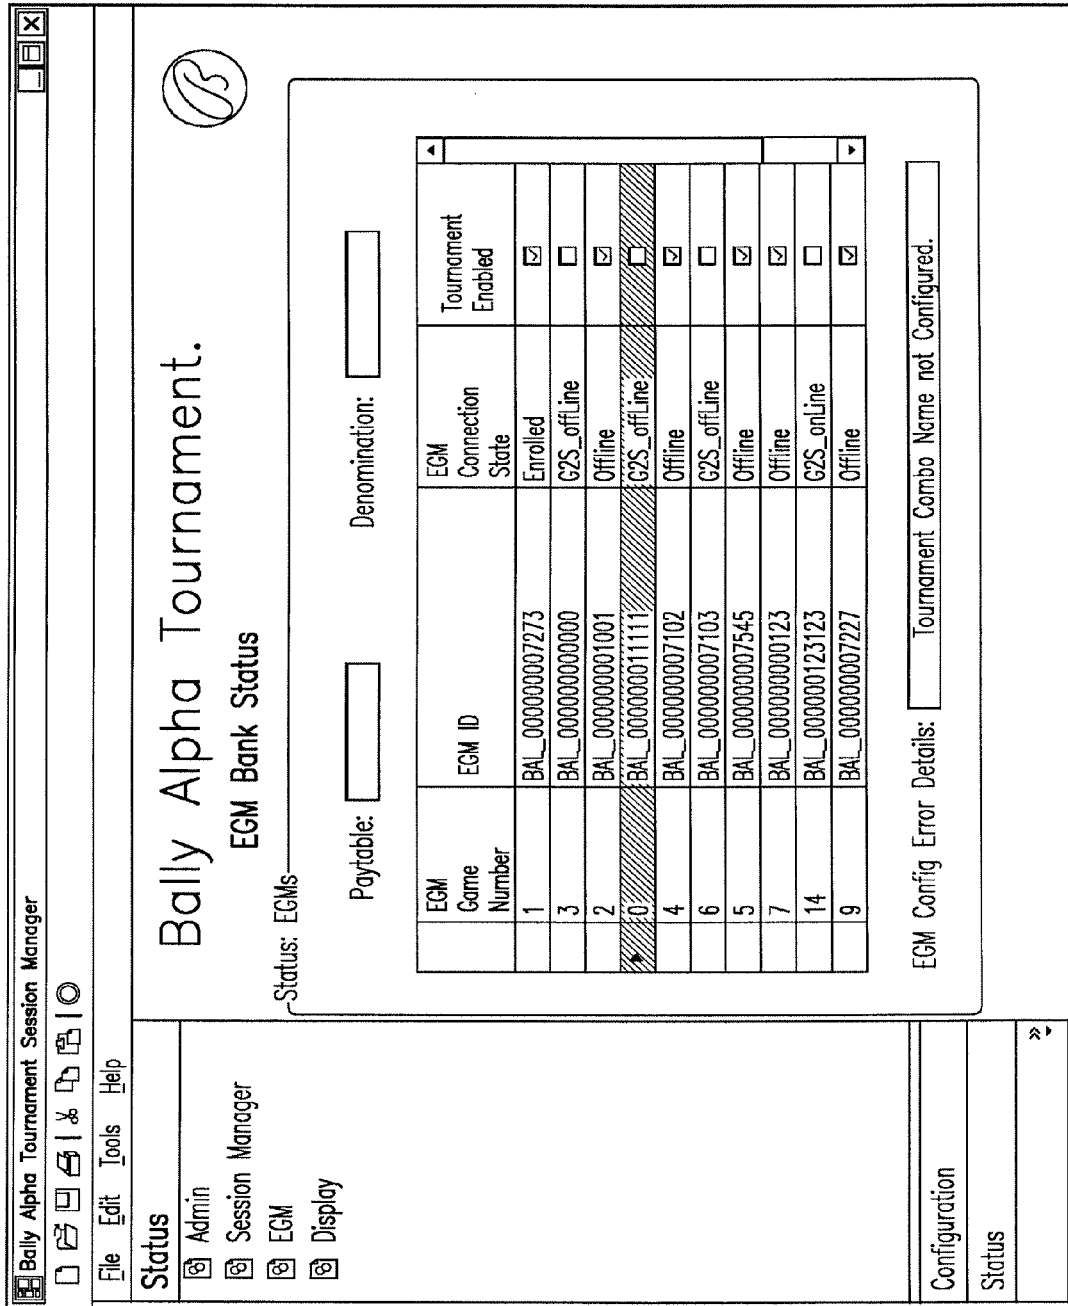 Bally Alpha Tournament Session Manager
File Edit Tools Help
Status
Admin
Session Manager
EGM
Display
Configuration
Status
Bally Alpha Tournament.
EGM Bank Status
Status: EGMs
Paytable: Denomination:
EGM Game Number EGM ID EGM Connection State Tournament Enabled
1 BAL_000000007273 Enrolled
3 BAL_000000000000 G2S_offLine
2 BAL_000000001001 Offline
0 BAL_000000011111 G2S_offLine
4 BAL_000000007102 Offline
6 BAL_000000007103 G2S_offLine
5 BAL_000000007545 Offline
7 BAL_000000000123 Offline
14 BAL_000000123123 G2S_onLine
9 BAL_000000007227 Offline
EGM Config Error Details: Tournament Combo Name not Configured.